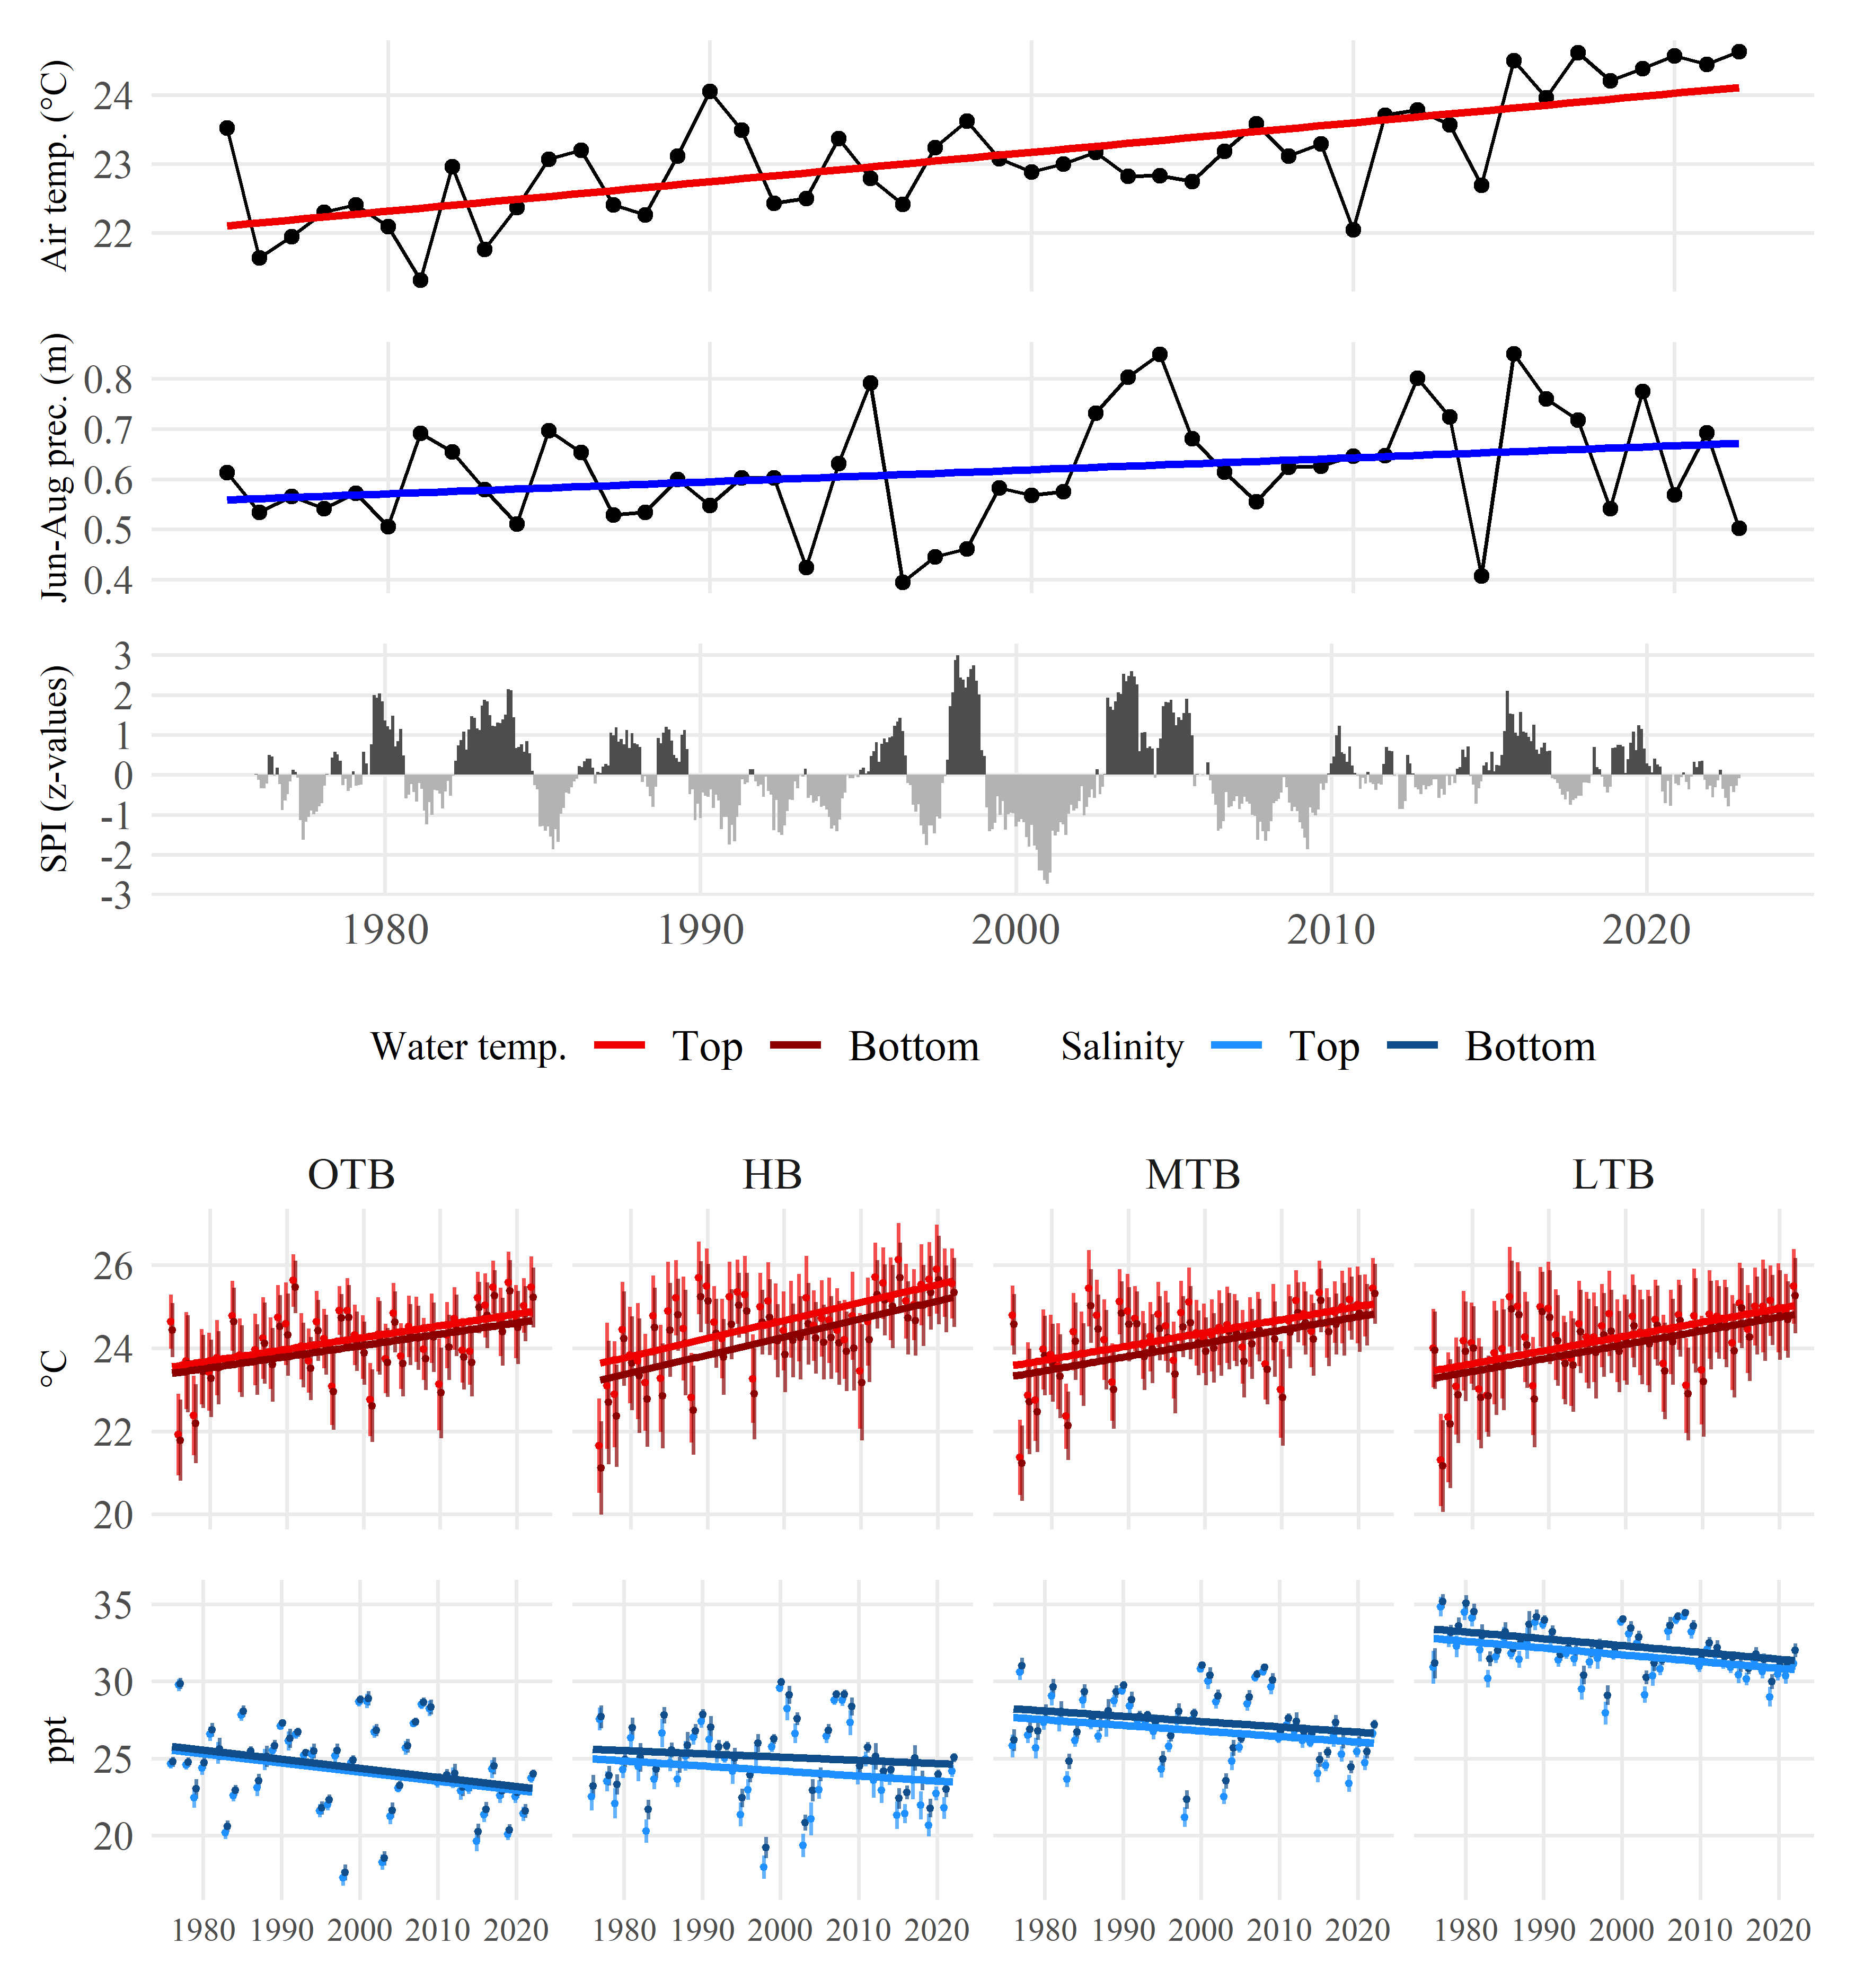 Air temp. (°C)
24
23
22
Jun-Aug prec. (m)
0.8
0.7
0.6
0.5
0.4
SPI (z-values)
3
2
1
0
-1
-2
-3
1980 1990 2000 2010 2020
Water temp. Top Bottom Salinity Top Bottom
OTB HB MTB LTB
°C
26
24
22
20
ppt
35
30
25
20
1980 1990 2000 2010 2020 1980 1990 2000 2010 2020 1980 1990 2000 2010 2020 1980 1990 2000 2010 2020